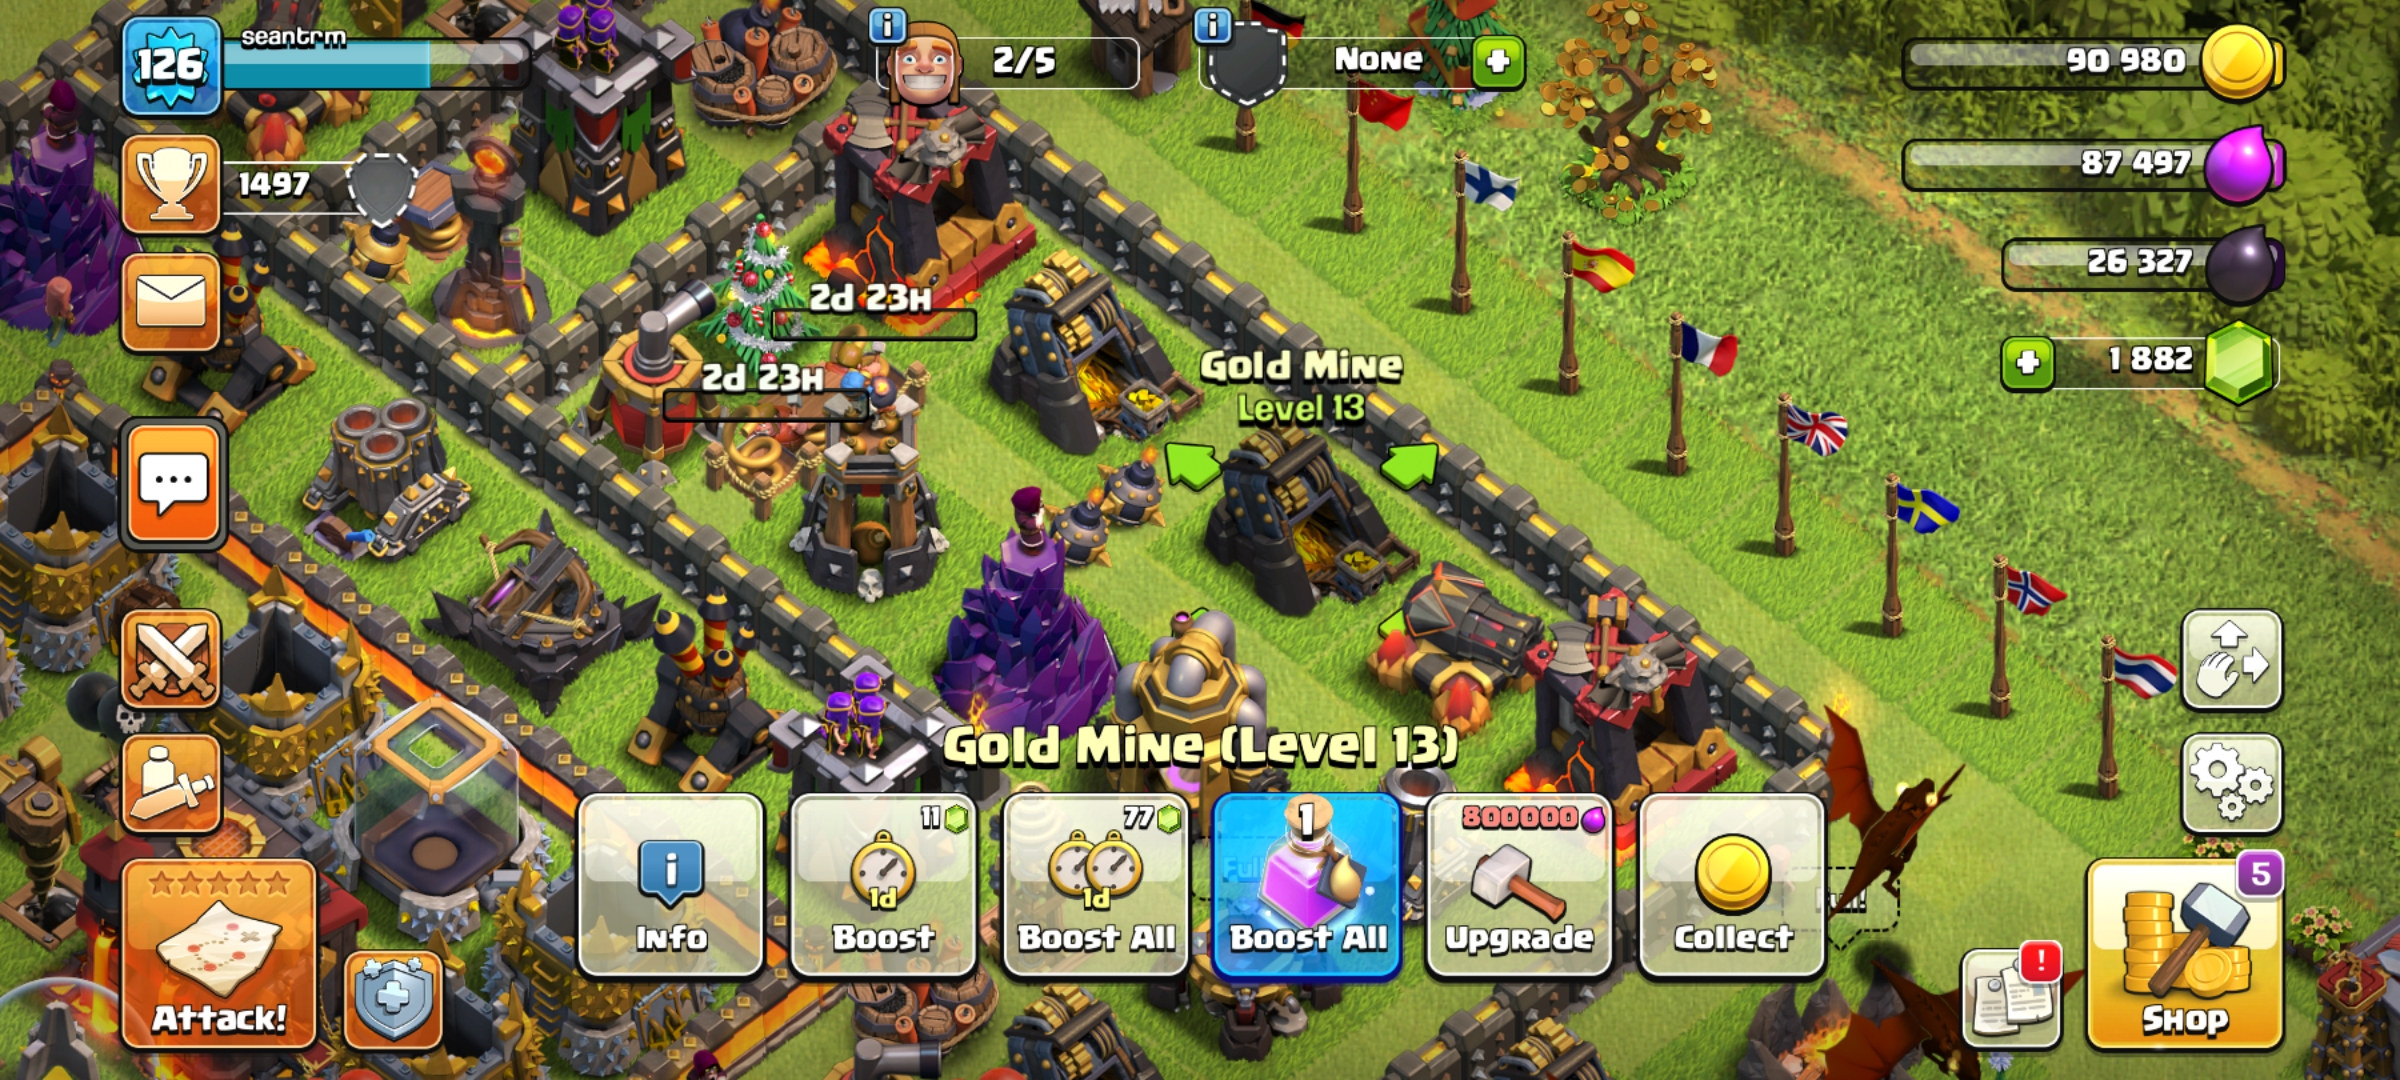 126
seantrm
2/5
None
90 980
1497
87 497
26 327
1 882
2d 23h
2d 23h
Gold Mine
Level 13
Gold Mine (Level 13)
Info
11
1d
Boost
77
1d
Boost All
1
Boost All
800000
Upgrade
Collect
Attack!
!
5
Shop